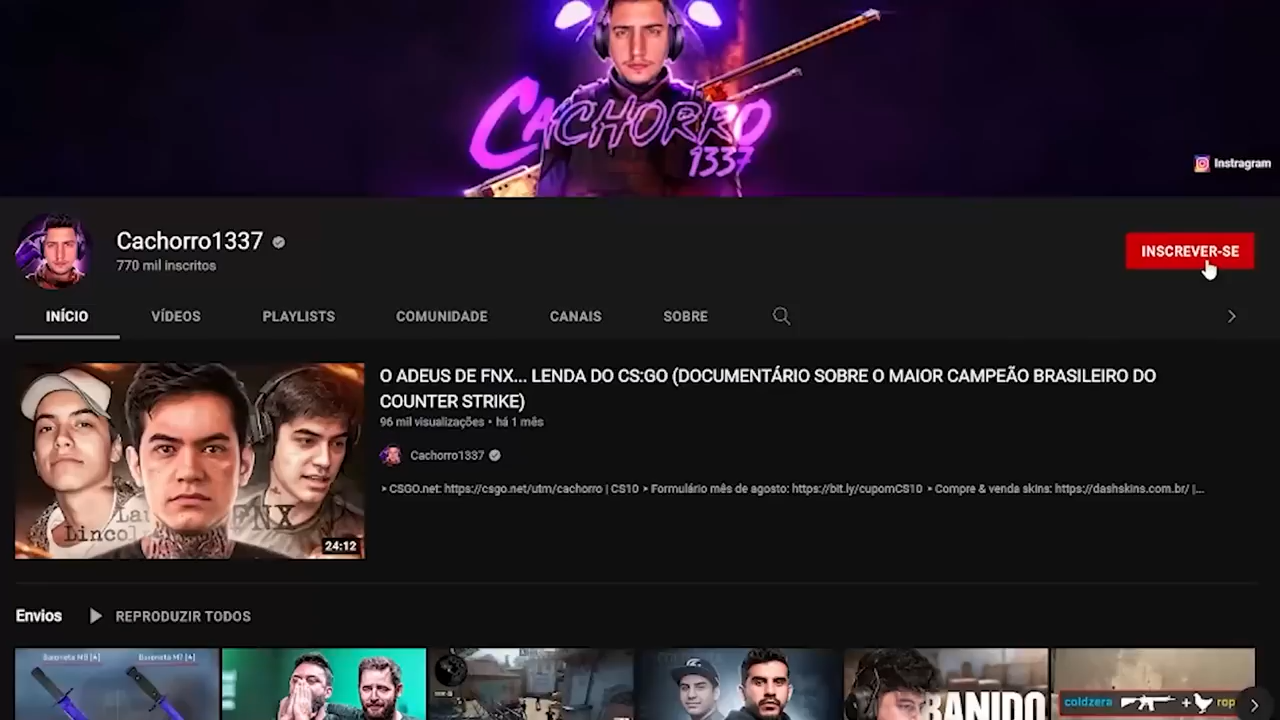 CACHORRO
1337
Instragram
Cachorro1337
770 mil inscritos
INSCREVER-SE
INÍCIO
VÍDEOS
PLAYLISTS
COMUNIDADE
CANAIS
SOBRE
O ADEUS DE FNX... LENDA DO CS:GO (DOCUMENTÁRIO SOBRE O MAIOR CAMPEÃO BRASILEIRO DO
COUNTER STRIKE)
96 mil visualizações • há 1 mês
Cachorro1337
‣ CSGO.net: https://csgo.net/utm/cachorro | CS10 ‣ Formulário mês de agosto: https://bit.ly/cupomCS10 ‣ Compre & venda skins: https://dashskins.com.br/ |...
FNX
24:12
Envios
REPRODUZIR TODOS
BANIDO
coldzera
+
rop